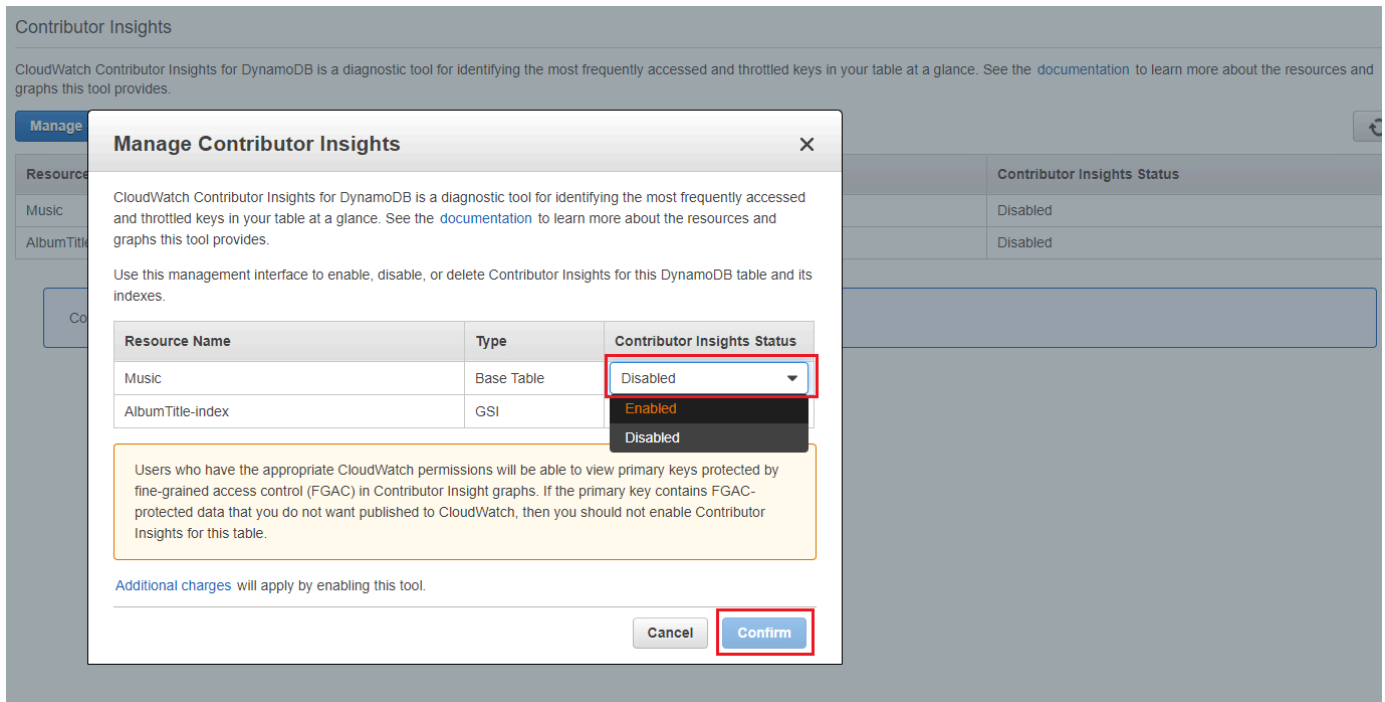 Contributor Insights
CloudWatch Contributor Insights for DynamoDB is a diagnostic tool for identifying the most frequently accessed and throttled keys in your table at a glance. See the documentation to learn more about the resources and
graphs this tool provides.
Manage
Resource
Contributor Insights Status
Music
Disabled
AlbumTitle
Disabled
Co
Manage Contributor Insights
CloudWatch Contributor Insights for DynamoDB is a diagnostic tool for identifying the most frequently accessed
and throttled keys in your table at a glance. See the documentation to learn more about the resources and
graphs this tool provides.
Use this management interface to enable, disable, or delete Contributor Insights for this DynamoDB table and its
indexes.
Resource Name Type Contributor Insights Status
Music Base Table Disabled
AlbumTitle-index GSI
Enabled
Disabled
Users who have the appropriate CloudWatch permissions will be able to view primary keys protected by
fine-grained access control (FGAC) in Contributor Insight graphs. If the primary key contains FGAC-
protected data that you do not want published to CloudWatch, then you should not enable Contributor
Insights for this table.
Additional charges will apply by enabling this tool.
Cancel Confirm